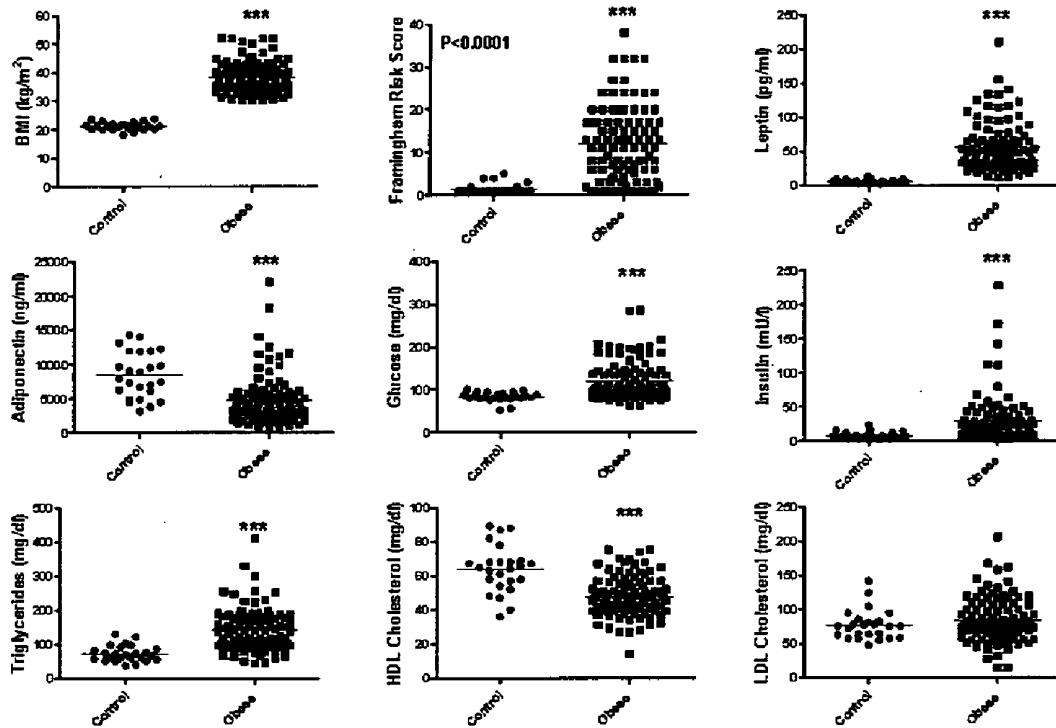 BMI (kg/m²)
60
50
40
30
20
10
0
***
Control
Obese
Framingham Risk Score
40
30
20
10
0
P<0.0001
***
Control
Obese
Leptin (pg/ml)
250
200
150
100
50
0
***
Control
Obese
Adiponectin (ng/ml)
25000
20000
15000
10000
5000
0
***
Control
Obese
Glucose (mg/dl)
400
300
200
100
0
***
Control
Obese
Insulin (mU/l)
250
200
150
100
50
0
***
Control
Obese
Triglycerides (mg/dl)
500
400
300
200
100
0
***
Control
Obese
HDL Cholesterol (mg/dl)
100
80
60
40
20
0
***
Control
Obese
LDL Cholesterol (mg/dl)
250
200
150
100
50
0
Control
Obese